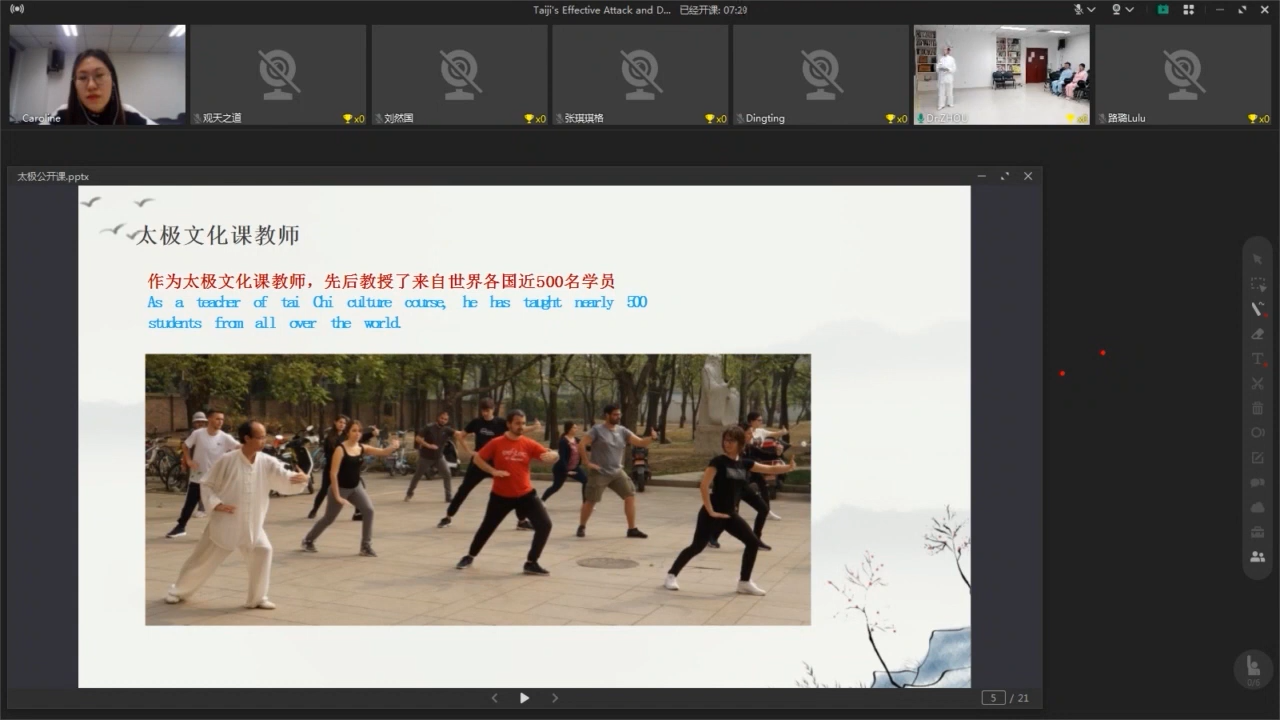 Taiji's Effective Attack and D... 已经开课: 07:29
Caroline
观天之道
x0
刘然国
x0
张琪琪格
x0
Dingting
x0
Dr.ZHOU
x0
路璐Lulu
x0
太极公开课.pptx
太极文化课教师
作为太极文化课教师，先后教授了来自世界各国近500名学员
As a teacher of tai Chi culture course, he has taught nearly 500
students from all over the world.
5 / 21
0/6